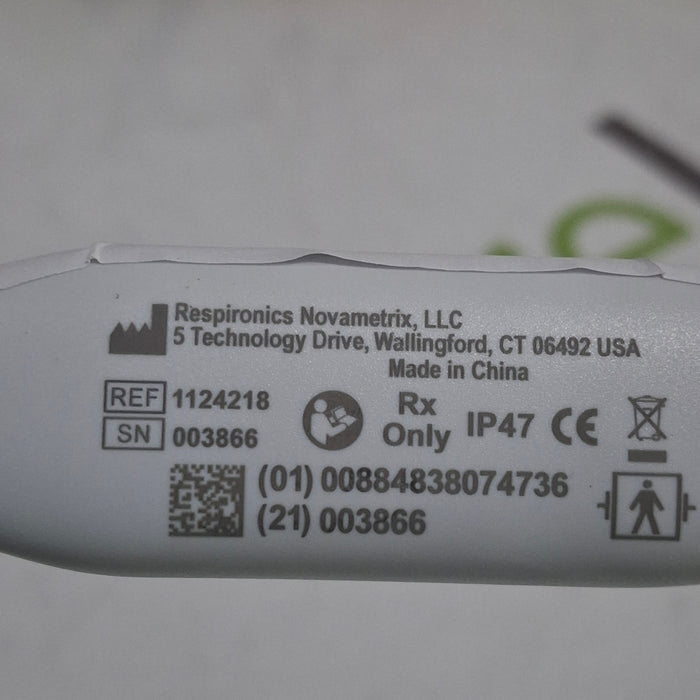 Respironics Novametrix, LLC
5 Technology Drive, Wallingford, CT 06492 USA
Made in China
REF 1124218
SN 003866
Rx
Only
IP47 CE
(01) 00884838074736
(21) 003866